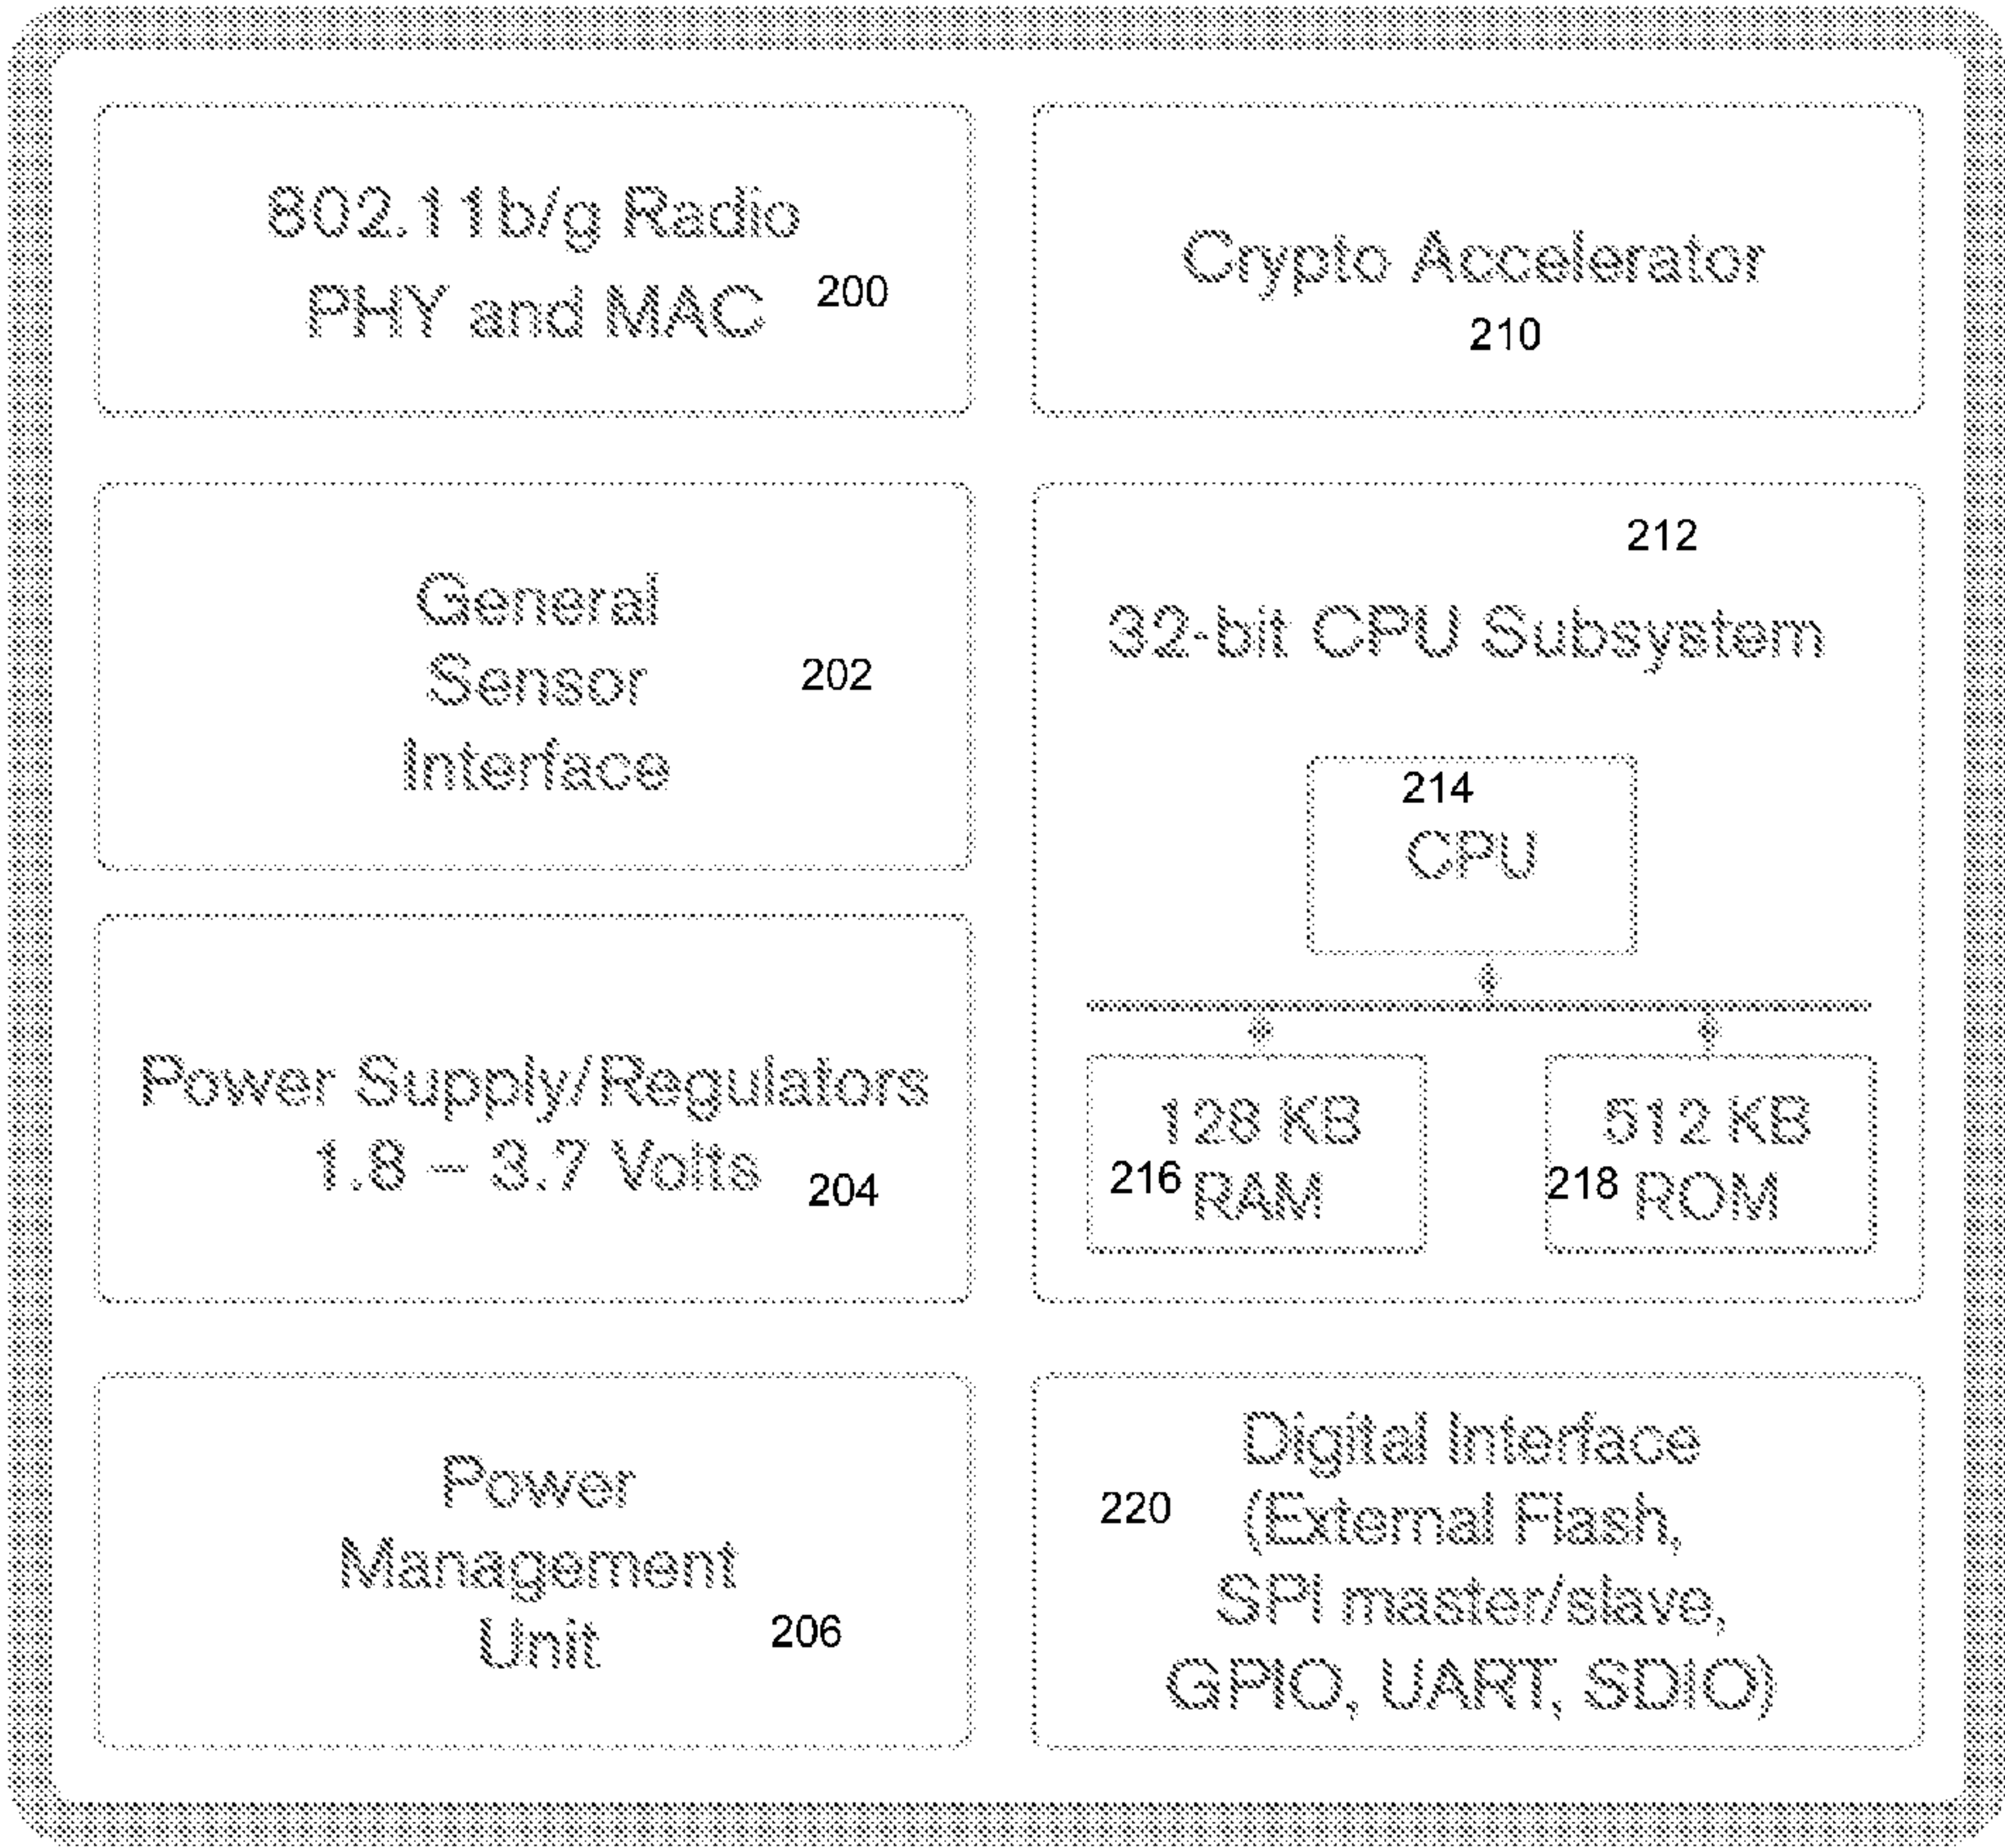 802.11b/g Radio
PHY and MAC 200
General
Sensor 202
Interface
Power Supply/Regulators
1.8 – 3.7 Volts 204
Power
Management
Unit 206
Crypto Accelerator
210
212
32-bit CPU Subsystem
214
CPU
128 KB
216 RAM
512 KB
218 ROM
Digital Interface
220 (External Flash,
SPI master/slave,
GPIO, UART, SDIO)